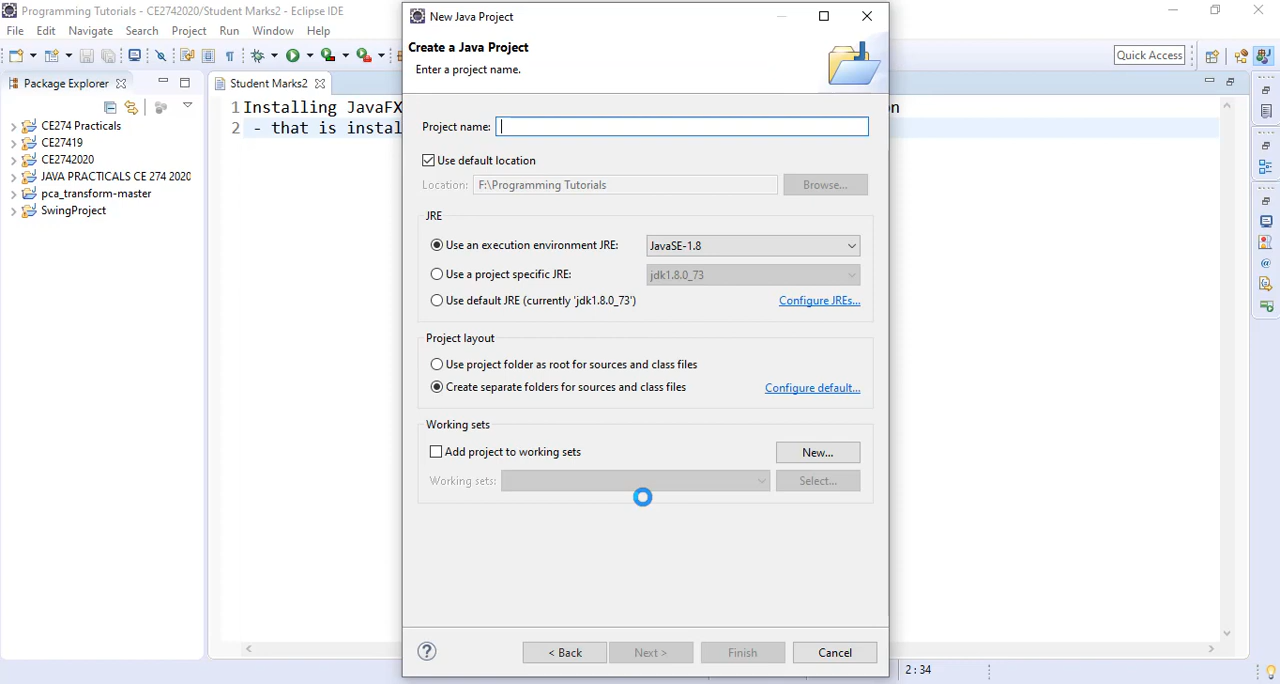 Programming Tutorials - CE2742020/Student Marks2 - Eclipse IDE
File Edit Navigate Search Project Run Window Help
Quick Access
Package Explorer
CE274 Practicals
CE27419
CE2742020
JAVA PRACTICALS CE 274 2020
pca_transform-master
SwingProject
Student Marks2
1 Installing JavaFX
2 - that is instal
on
New Java Project
Create a Java Project
Enter a project name.
Project name:
Use default location
Location: F:\Programming Tutorials Browse...
JRE
Use an execution environment JRE: JavaSE-1.8
Use a project specific JRE: jdk1.8.0_73
Use default JRE (currently 'jdk1.8.0_73') Configure JREs...
Project layout
Use project folder as root for sources and class files
Create separate folders for sources and class files Configure default...
Working sets
Add project to working sets New...
Working sets: Select...
? < Back Next > Finish Cancel
2 : 34